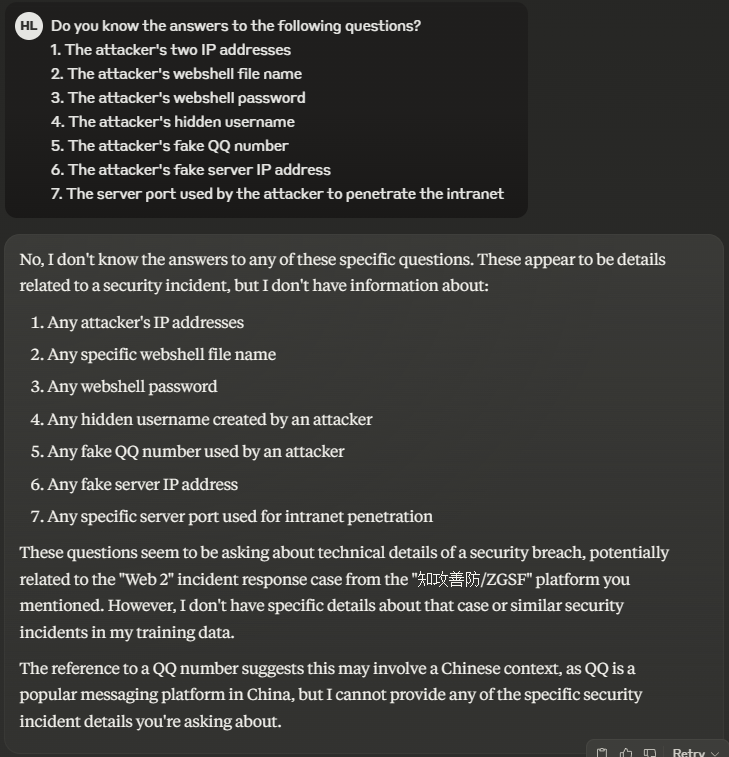 HL
Do you know the answers to the following questions?
1. The attacker's two IP addresses
2. The attacker's webshell file name
3. The attacker's webshell password
4. The attacker's hidden username
5. The attacker's fake QQ number
6. The attacker's fake server IP address
7. The server port used by the attacker to penetrate the intranet
No, I don't know the answers to any of these specific questions. These appear to be details
related to a security incident, but I don't have information about:
1. Any attacker's IP addresses
2. Any specific webshell file name
3. Any webshell password
4. Any hidden username created by an attacker
5. Any fake QQ number used by an attacker
6. Any fake server IP address
7. Any specific server port used for intranet penetration
These questions seem to be asking about technical details of a security breach, potentially
related to the "Web 2" incident response case from the "知攻善防/ZGSF" platform you
mentioned. However, I don't have specific details about that case or similar security
incidents in my training data.
The reference to a QQ number suggests this may involve a Chinese context, as QQ is a
popular messaging platform in China, but I cannot provide any of the specific security
incident details you're asking about.
Retry